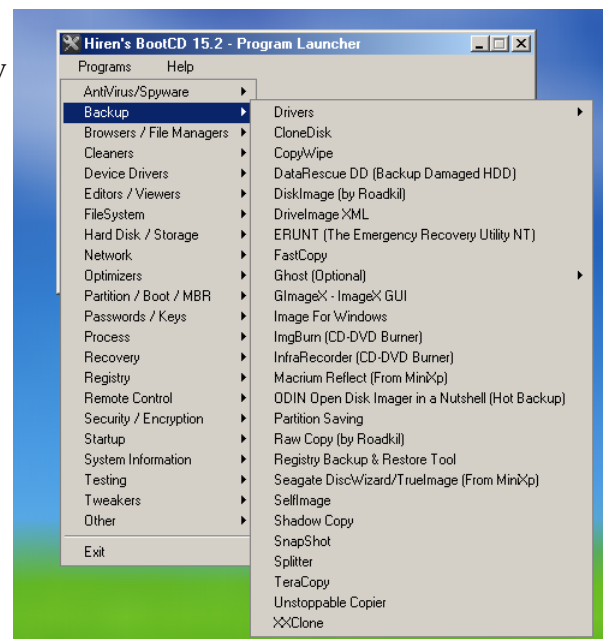 Hiren's BootCD 15.2 - Program Launcher
Programs Help
AntiVirus/Spyware
Backup
Browsers / File Managers
Cleaners
Device Drivers
Editors / Viewers
FileSystem
Hard Disk / Storage
Network
Optimizers
Partition / Boot / MBR
Passwords / Keys
Process
Recovery
Registry
Remote Control
Security / Encryption
Startup
System Information
Testing
Tweakers
Other
Exit
Drivers
CloneDisk
CopyWipe
DataRescue DD (Backup Damaged HDD)
DiskImage (by Roadkil)
DriveImage XML
ERUNT (The Emergency Recovery Utility NT)
FastCopy
Ghost (Optional)
GImageX - ImageX GUI
Image For Windows
ImgBurn (CD-DVD Burner)
InfraRecorder (CD-DVD Burner)
Macrium Reflect (From MiniXp)
ODIN Open Disk Imager in a Nutshell (Hot Backup)
Partition Saving
Raw Copy (by Roadkil)
Registry Backup & Restore Tool
Seagate DiscWizard/TrueImage (From MiniXp)
SelfImage
Shadow Copy
SnapShot
Splitter
TeraCopy
Unstoppable Copier
XXClone